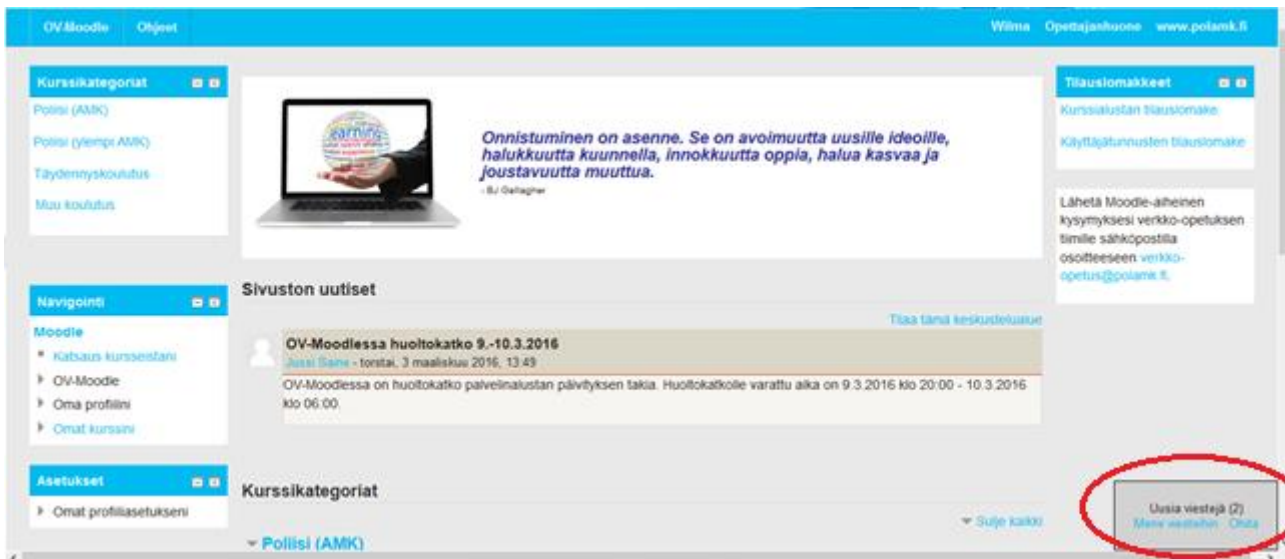 OV-Moodle Ohjeet
Wilma Opettajanhuone www.polamk.fi
Kurssikategoriat
Poliisi (AMK)
Poliisi (ylempi AMK)
Täydennyskoulutus
Muu koulutus
learning
Onnistuminen on asenne. Se on avoimuutta uusille ideoille,
halukkuutta kuunnella, innokkuutta oppia, halua kasvaa ja
joustavuutta muuttua.
- BJ Gallagher
Tilauslomakkeet
Kurssialustan tilauslomake
Käyttäjätunnusten tilauslomake
Lähetä Moodle-aiheinen
kysymyksesi verkko-opetuksen
tiimille sähköpostilla
osoitteeseen verkko-
opetus@polamk.fi.
Navigointi
Moodle
Katsaus kursseistani
OV-Moodle
Oma profiilini
Omat kurssini
Asetukset
Omat profiiliasetukseni
Sivuston uutiset
Tilaa tämä keskustelualue
OV-Moodlessa huoltokatko 9.-10.3.2016
Jussi - torstai, 3 maaliskuu 2016, 13:49
OV-Moodlessa on huoltokatko palvelinalustan päivityksen takia. Huoltokatkolle varattu aika on 9.3.2016 klo 20:00 - 10.3.2016
klo 06:00.
Kurssikategoriat
Sulje kaikki
Poliisi (AMK)
Uusia viestejä (2)
Mene viesteihin Ohita